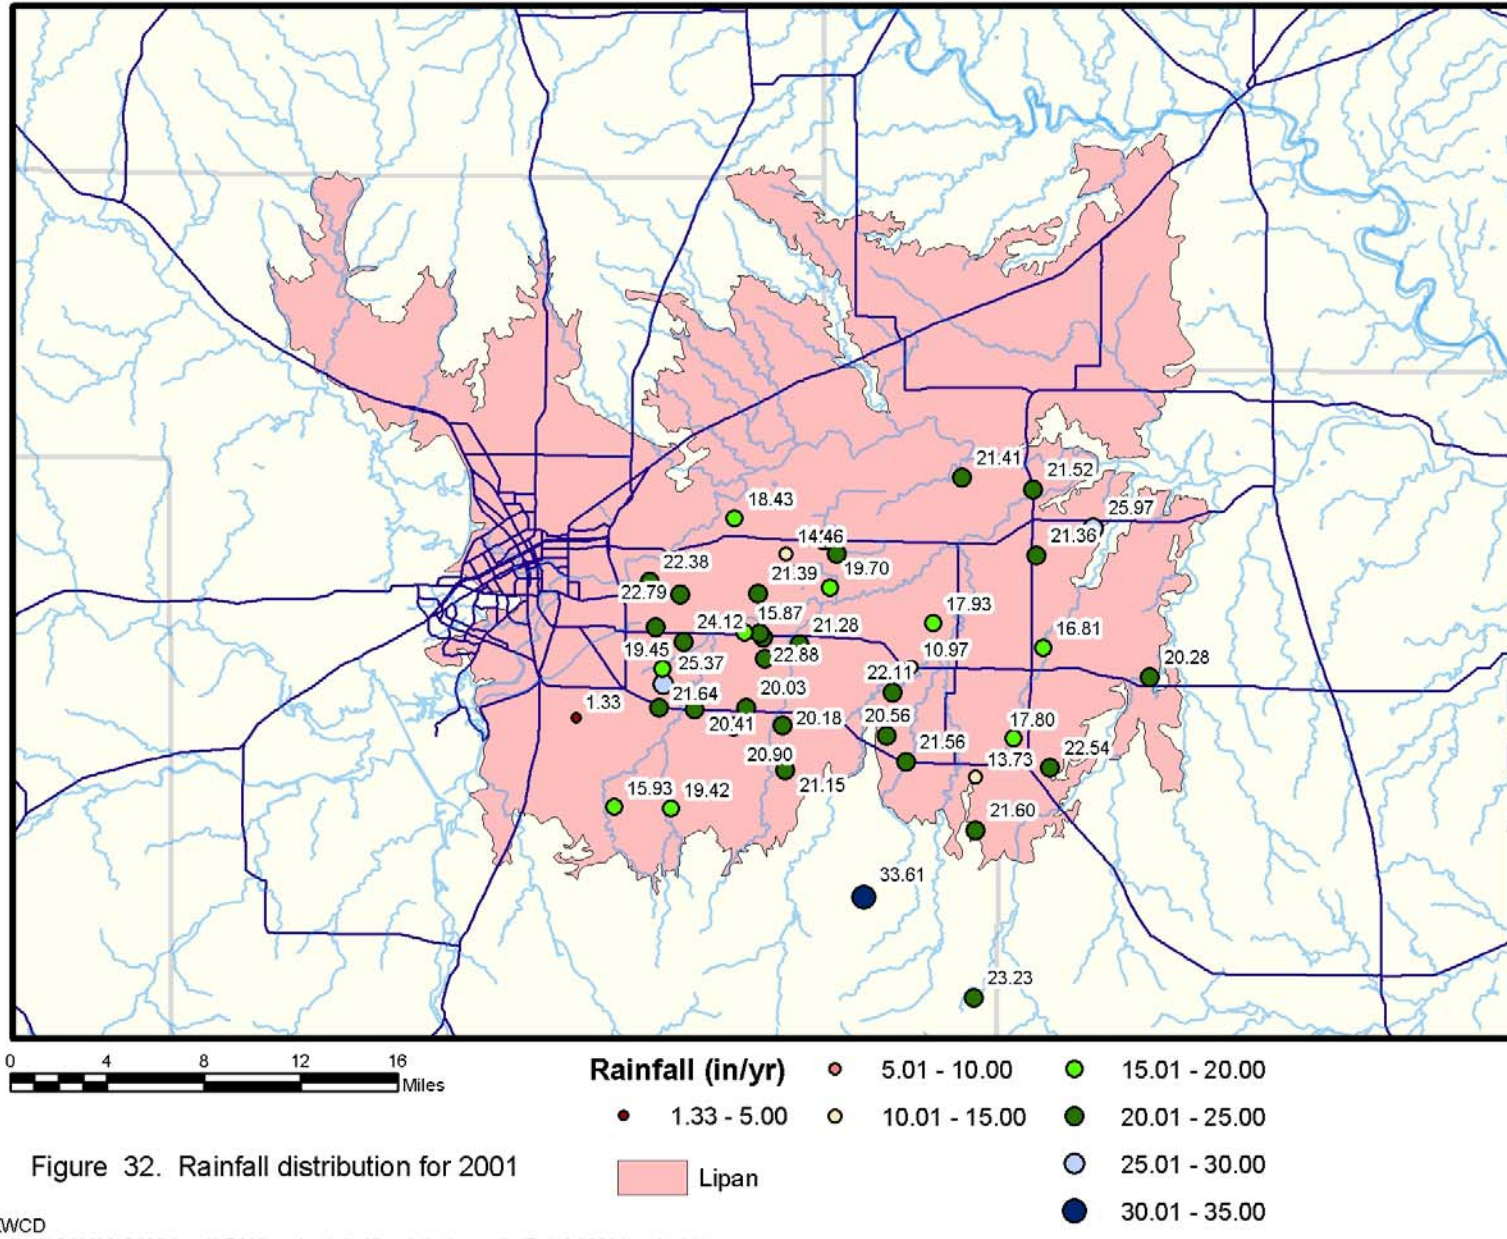 21.41
21.52
18.43
25.97
14.46
21.36
22.38
21.39
19.70
22.79
17.93
24.12
15.87
21.28
16.81
19.45
25.37
22.88
10.97
20.28
22.11
21.64
20.03
1.33
20.41
20.18
20.56
17.80
21.56
20.90
13.73
22.54
15.93
19.42
21.15
21.60
33.61
23.23
0 4 8 12 16
Miles
Rainfall (in/yr)
1.33 - 5.00
5.01 - 10.00
10.01 - 15.00
15.01 - 20.00
20.01 - 25.00
25.01 - 30.00
30.01 - 35.00
Lipan
Figure 32. Rainfall distribution for 2001
WCD